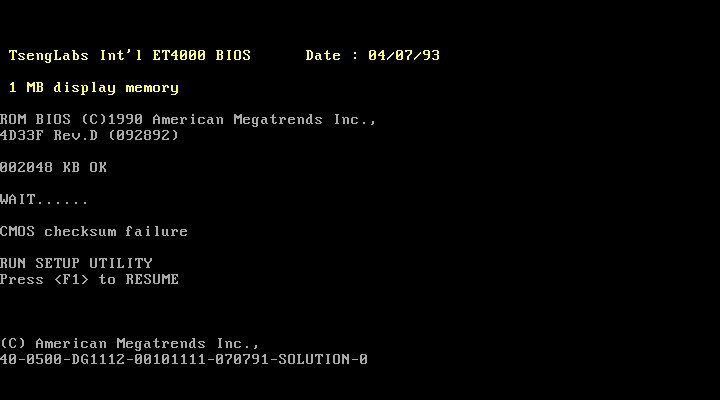 TsengLabs Int'l ET4000 BIOS Date : 04/07/93
1 MB display memory
ROM BIOS (C)1990 American Megatrends Inc.,
4D33F Rev.D (092892)
002048 KB OK
WAIT......
CMOS checksum failure
RUN SETUP UTILITY
Press <F1> to RESUME
(C) American Megatrends Inc.,
40-0500-DG1112-00101111-070791-SOLUTION-0